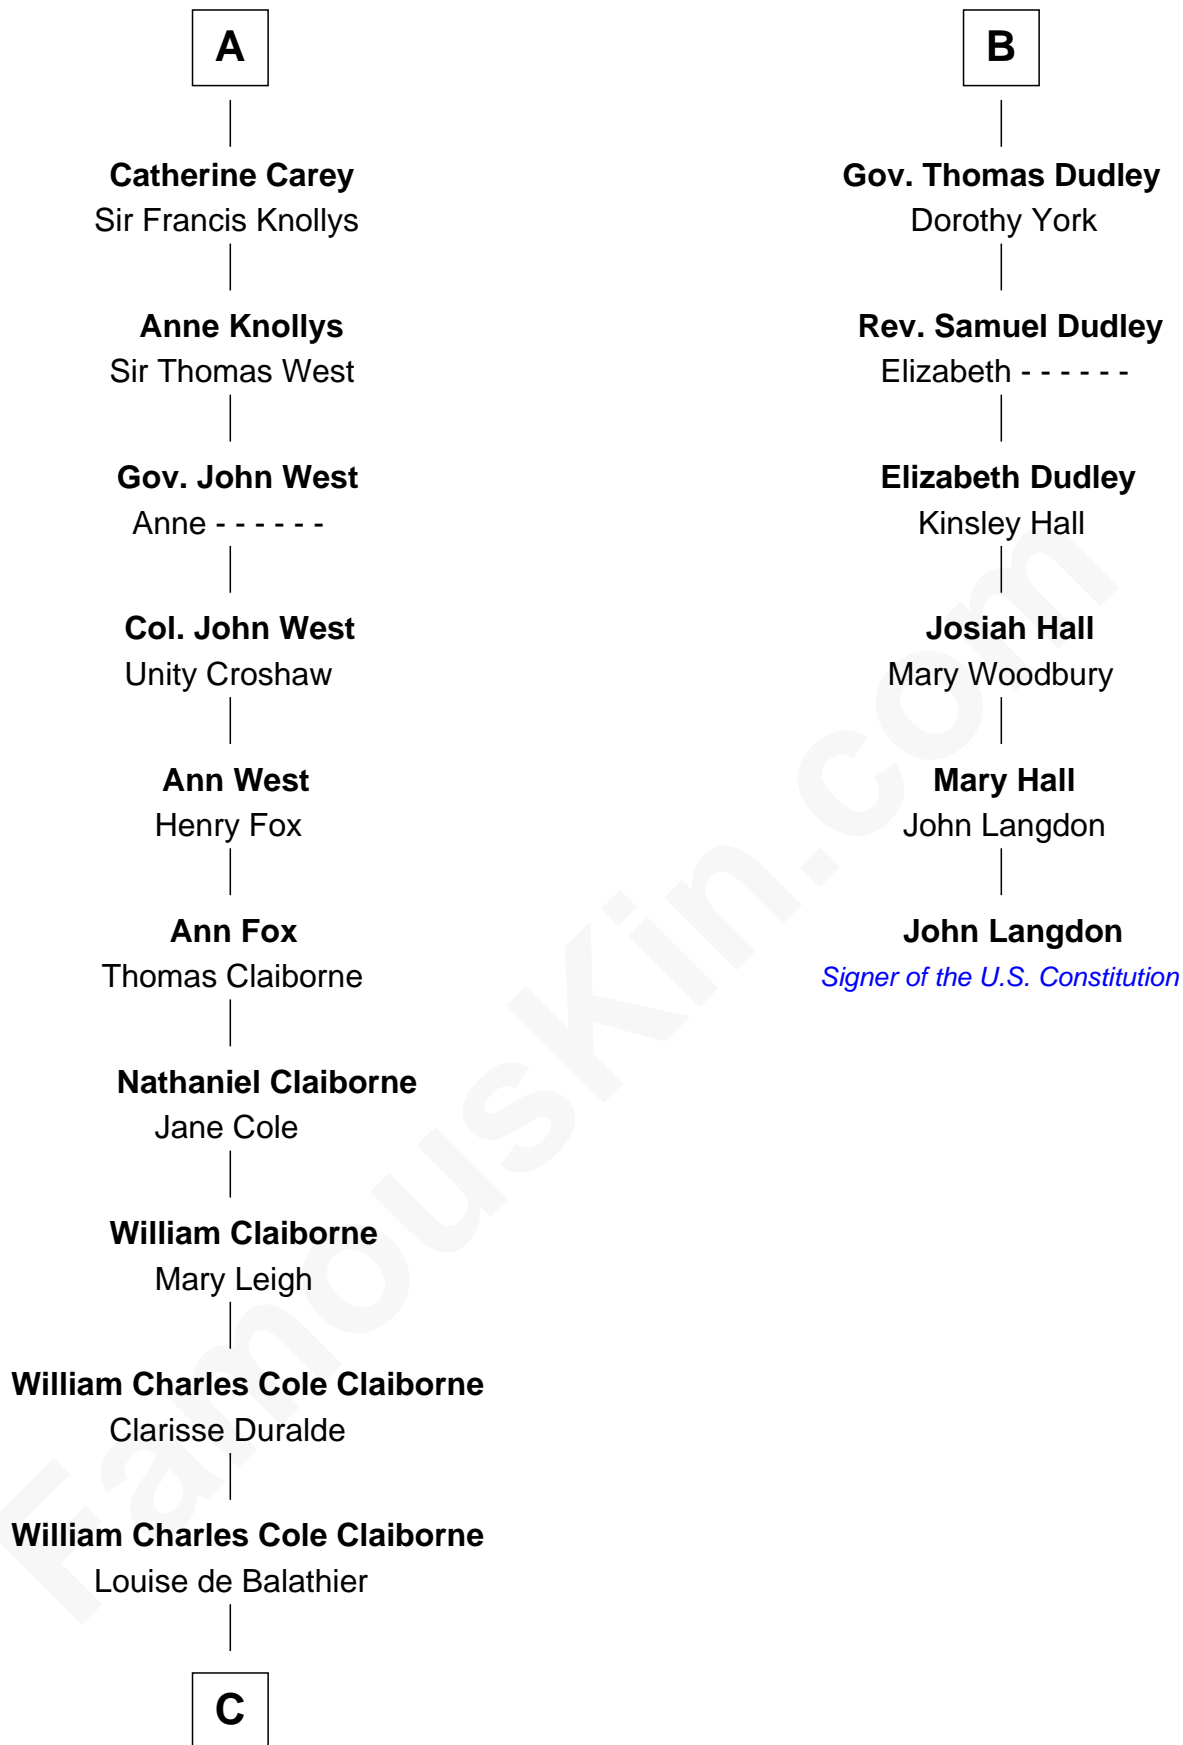 A
Catherine Carey
Sir Francis Knollys
Anne Knollys
Sir Thomas West
Gov. John West
Anne - - - - - -
Col. John West
Unity Croshaw
Ann West
Henry Fox
Ann Fox
Thomas Claiborne
Nathaniel Claiborne
Jane Cole
William Claiborne
Mary Leigh
William Charles Cole Claiborne
Clarisse Duralde
William Charles Cole Claiborne
Louise de Balathier
C
B
Gov. Thomas Dudley
Dorothy York
Rev. Samuel Dudley
Elizabeth - - - - - -
Elizabeth Dudley
Kinsley Hall
Josiah Hall
Mary Woodbury
Mary Hall
John Langdon
John Langdon
Signer of the U.S. Constitution
FamousKin.com